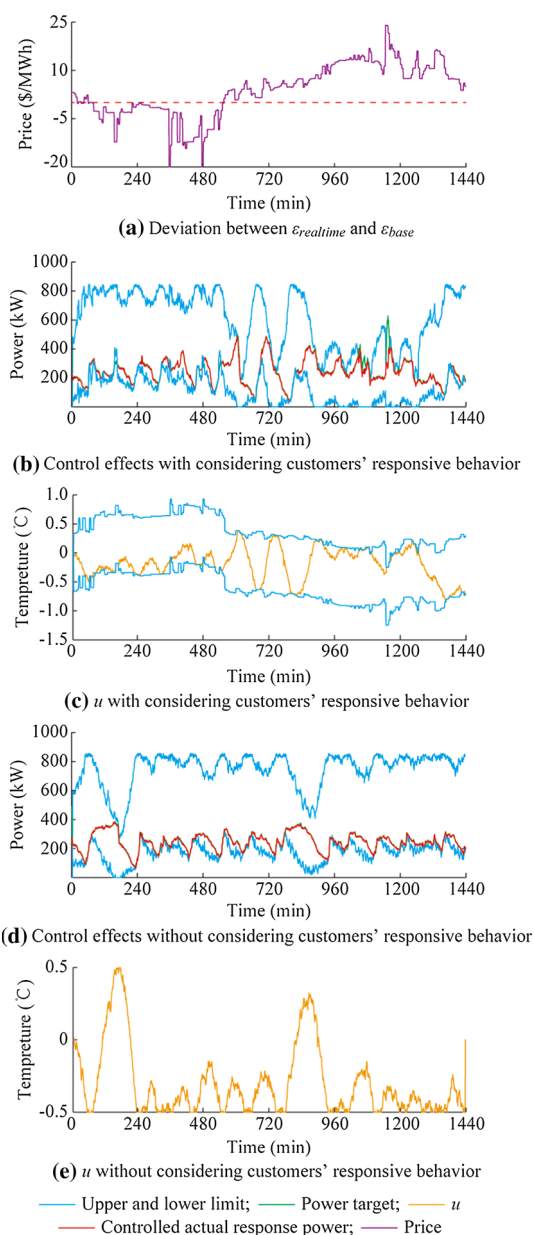 25
10
-5
-20
Price ($/MWh)
0 240 480 720 960 1200 1440
Time (min)
(a) Deviation between εrealtime and εbase
1000
800
600
400
200
Power (kW)
0 240 480 720 960 1200 1440
Time (min)
(b) Control effects with considering customers’ responsive behavior
1.0
0.5
0
-0.5
-1.0
-1.5
Tempreture (℃)
0 240 480 720 960 1200 1440
Time (min)
(c) u with considering customers’ responsive behavior
1000
800
600
400
200
Power (kW)
0 240 480 720 960 1200 1440
Time (min)
(d) Control effects without considering customers’ responsive behavior
0.5
0
-0.5
Tempreture (℃)
0 240 480 720 960 1200 1440
Time (min)
(e) u without considering customers’ responsive behavior
Upper and lower limit; Power target; u
Controlled actual response power; Price